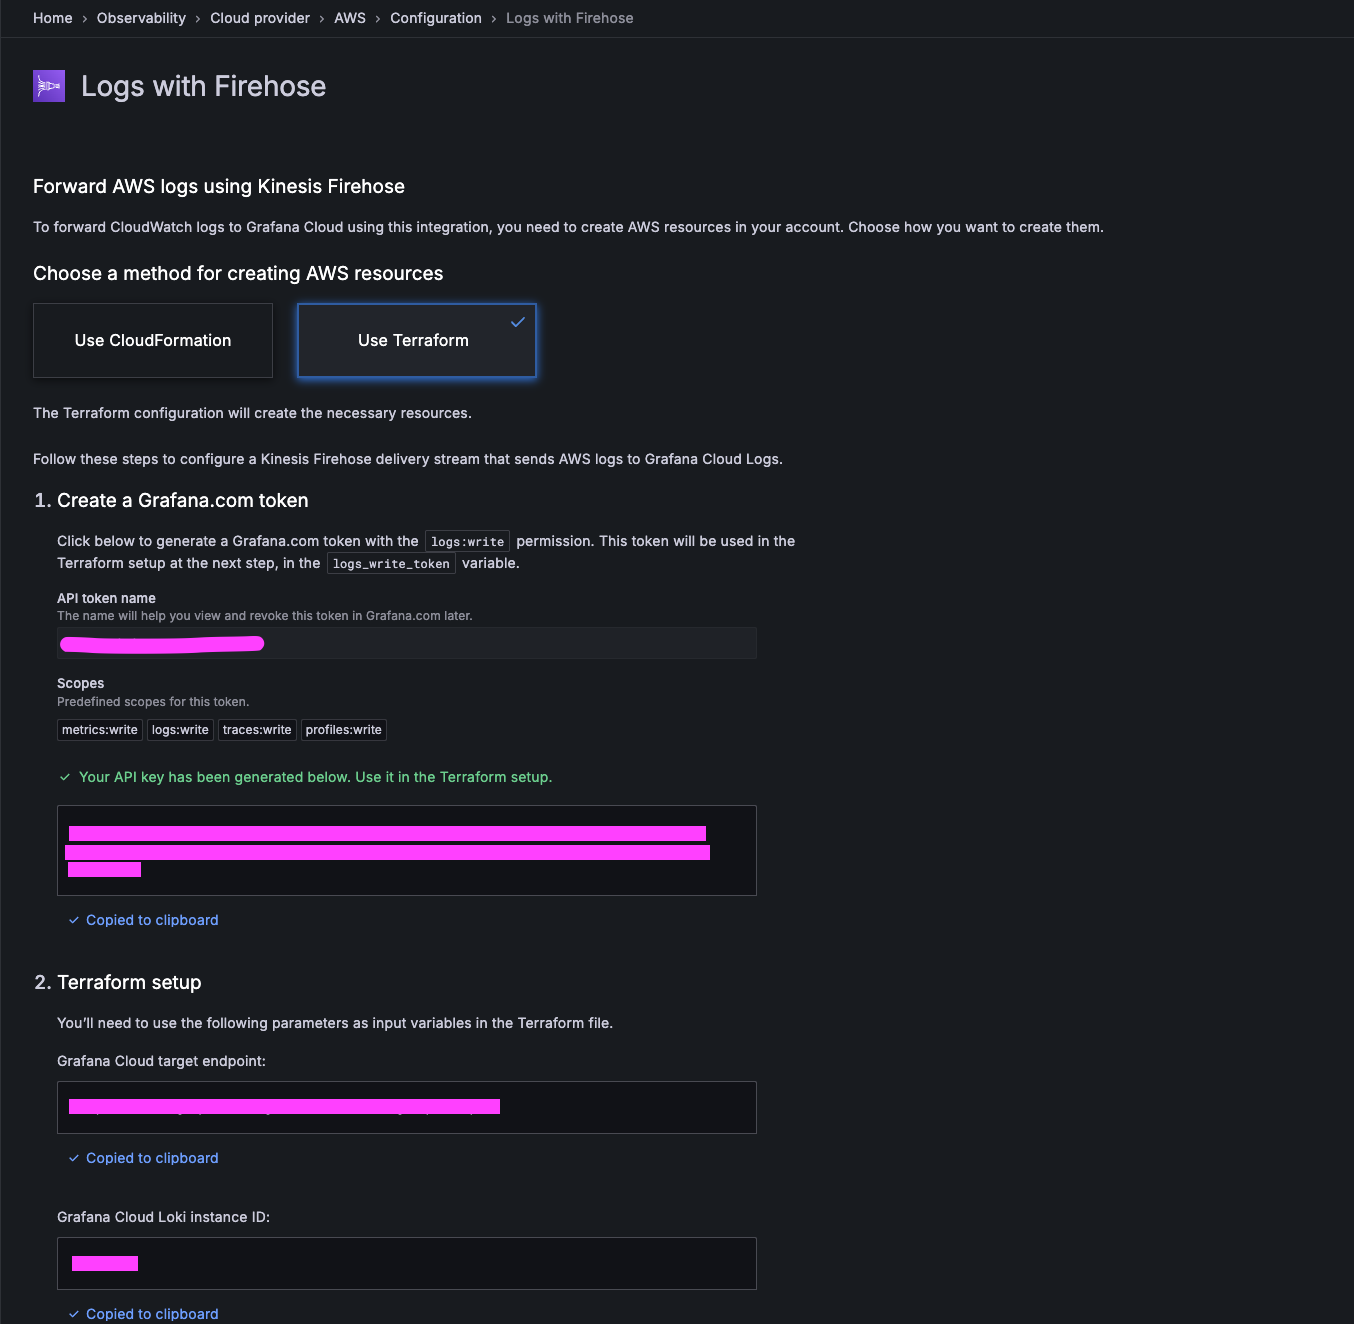 Home › Observability › Cloud provider › AWS › Configuration › Logs with Firehose
Logs with Firehose
Forward AWS logs using Kinesis Firehose
To forward CloudWatch logs to Grafana Cloud using this integration, you need to create AWS resources in your account. Choose how you want to create them.
Choose a method for creating AWS resources
Use CloudFormation
Use Terraform
The Terraform configuration will create the necessary resources.
Follow these steps to configure a Kinesis Firehose delivery stream that sends AWS logs to Grafana Cloud Logs.
1. Create a Grafana.com token
Click below to generate a Grafana.com token with the logs:write permission. This token will be used in the
Terraform setup at the next step, in the logs_write_token variable.
API token name
The name will help you view and revoke this token in Grafana.com later.
Scopes
Predefined scopes for this token.
metrics:write logs:write traces:write profiles:write
Your API key has been generated below. Use it in the Terraform setup.
Copied to clipboard
2. Terraform setup
You’ll need to use the following parameters as input variables in the Terraform file.
Grafana Cloud target endpoint:
Copied to clipboard
Grafana Cloud Loki instance ID:
Copied to clipboard